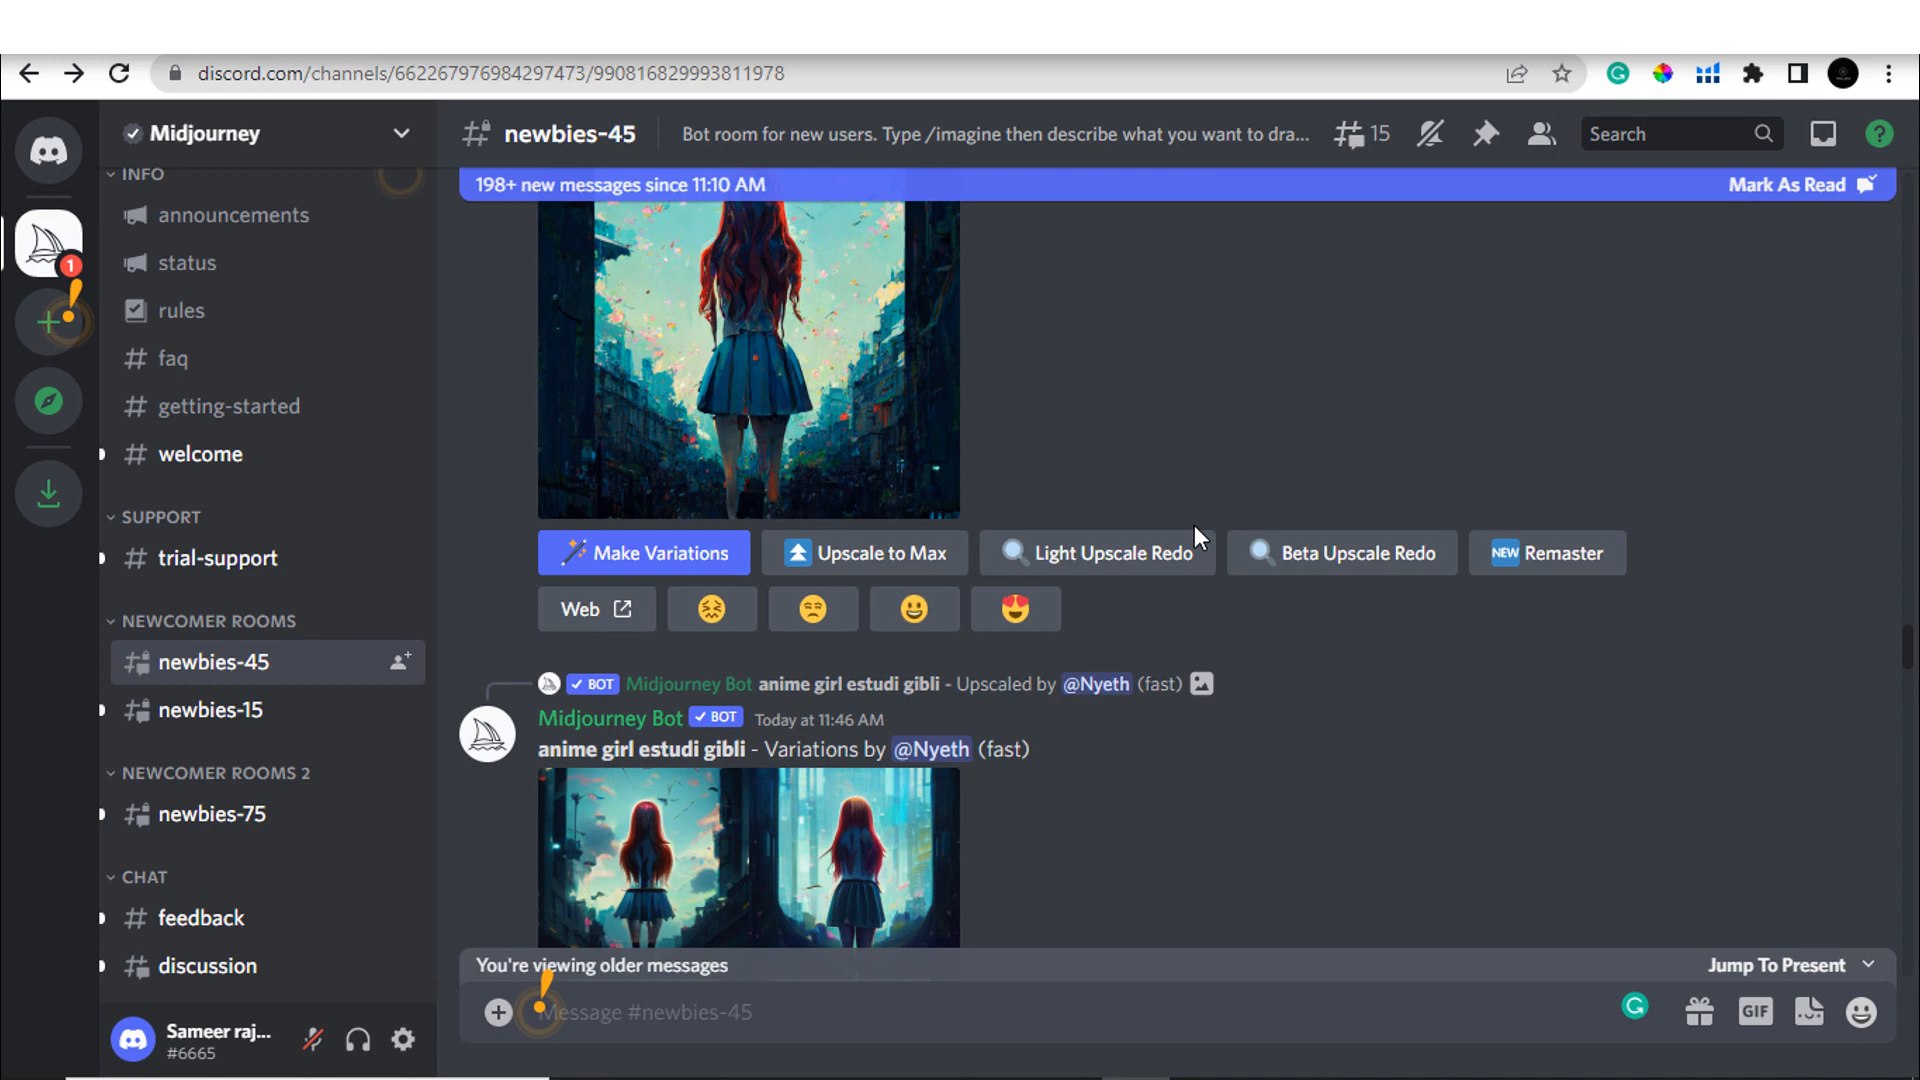 discord.com/channels/662267976984297473/990816829993811978
Midjourney
newbies-45
Bot room for new users. Type /imagine then describe what you want to dra...
15
Search
INFO
announcements
status
rules
faq
getting-started
welcome
SUPPORT
trial-support
NEWCOMER ROOMS
newbies-45
newbies-15
NEWCOMER ROOMS 2
newbies-75
CHAT
feedback
discussion
Sameer raj...
#6665
1
198+ new messages since 11:10 AM
Mark As Read
Make Variations
Upscale to Max
Light Upscale Redo
Beta Upscale Redo
NEW Remaster
Web
BOT Midjourney Bot anime girl estudi gibli - Upscaled by @Nyeth (fast)
Midjourney Bot BOT Today at 11:46 AM
anime girl estudi gibli - Variations by @Nyeth (fast)
You're viewing older messages
Jump To Present
Message #newbies-45
GIF